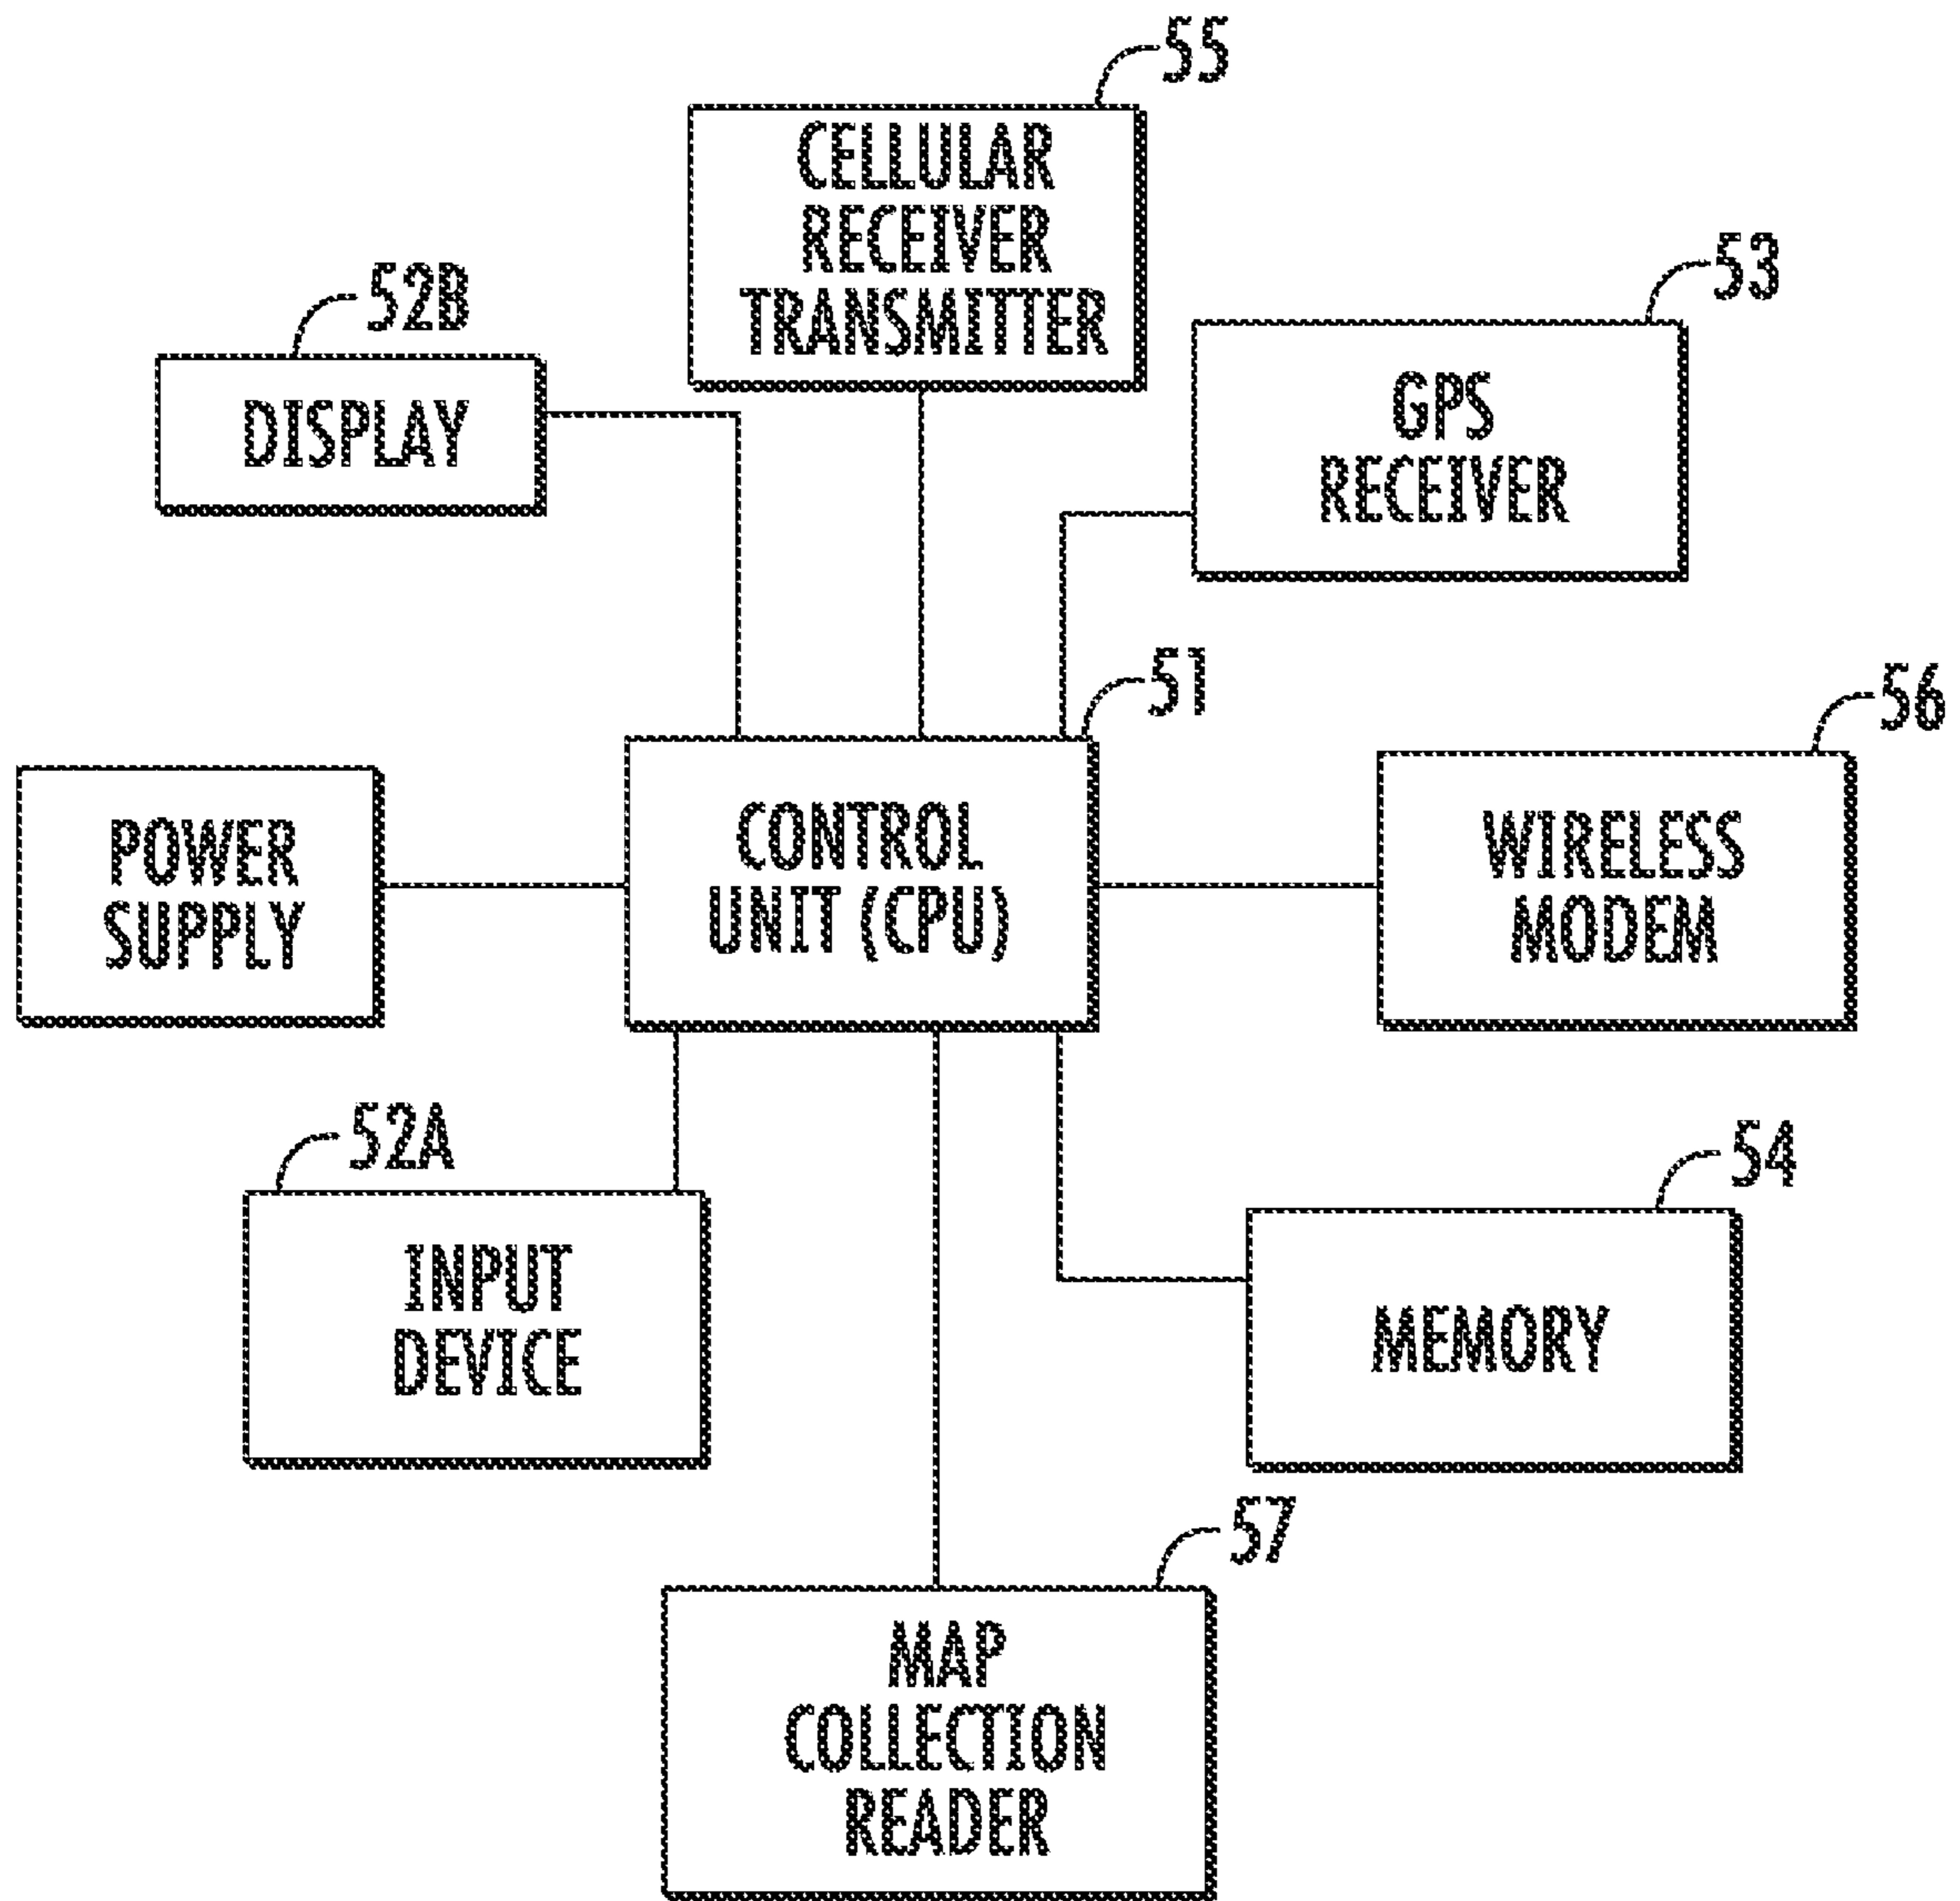 55
CELLULAR
RECEIVER
TRANSMITTER
52B
DISPLAY
53
GPS
RECEIVER
51
CONTROL
UNIT (CPU)
56
WIRELESS
MODEM
POWER
SUPPLY
52A
INPUT
DEVICE
54
MEMORY
57
MAP
COLLECTION
READER